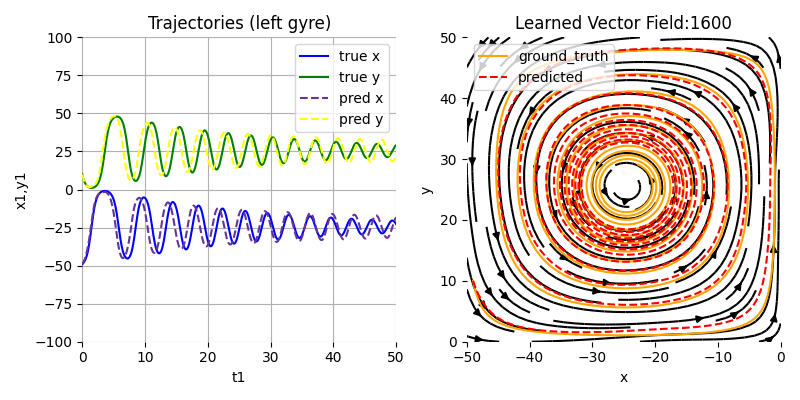 Trajectories (left gyre)
x1,y1
100
75
50
25
0
−25
−50
−75
−100
0
10
20
30
40
50
t1
true x
true y
pred x
pred y
Learned Vector Field:1600
y
50
40
30
20
10
0
−50
−40
−30
−20
−10
0
x
ground_truth
predicted